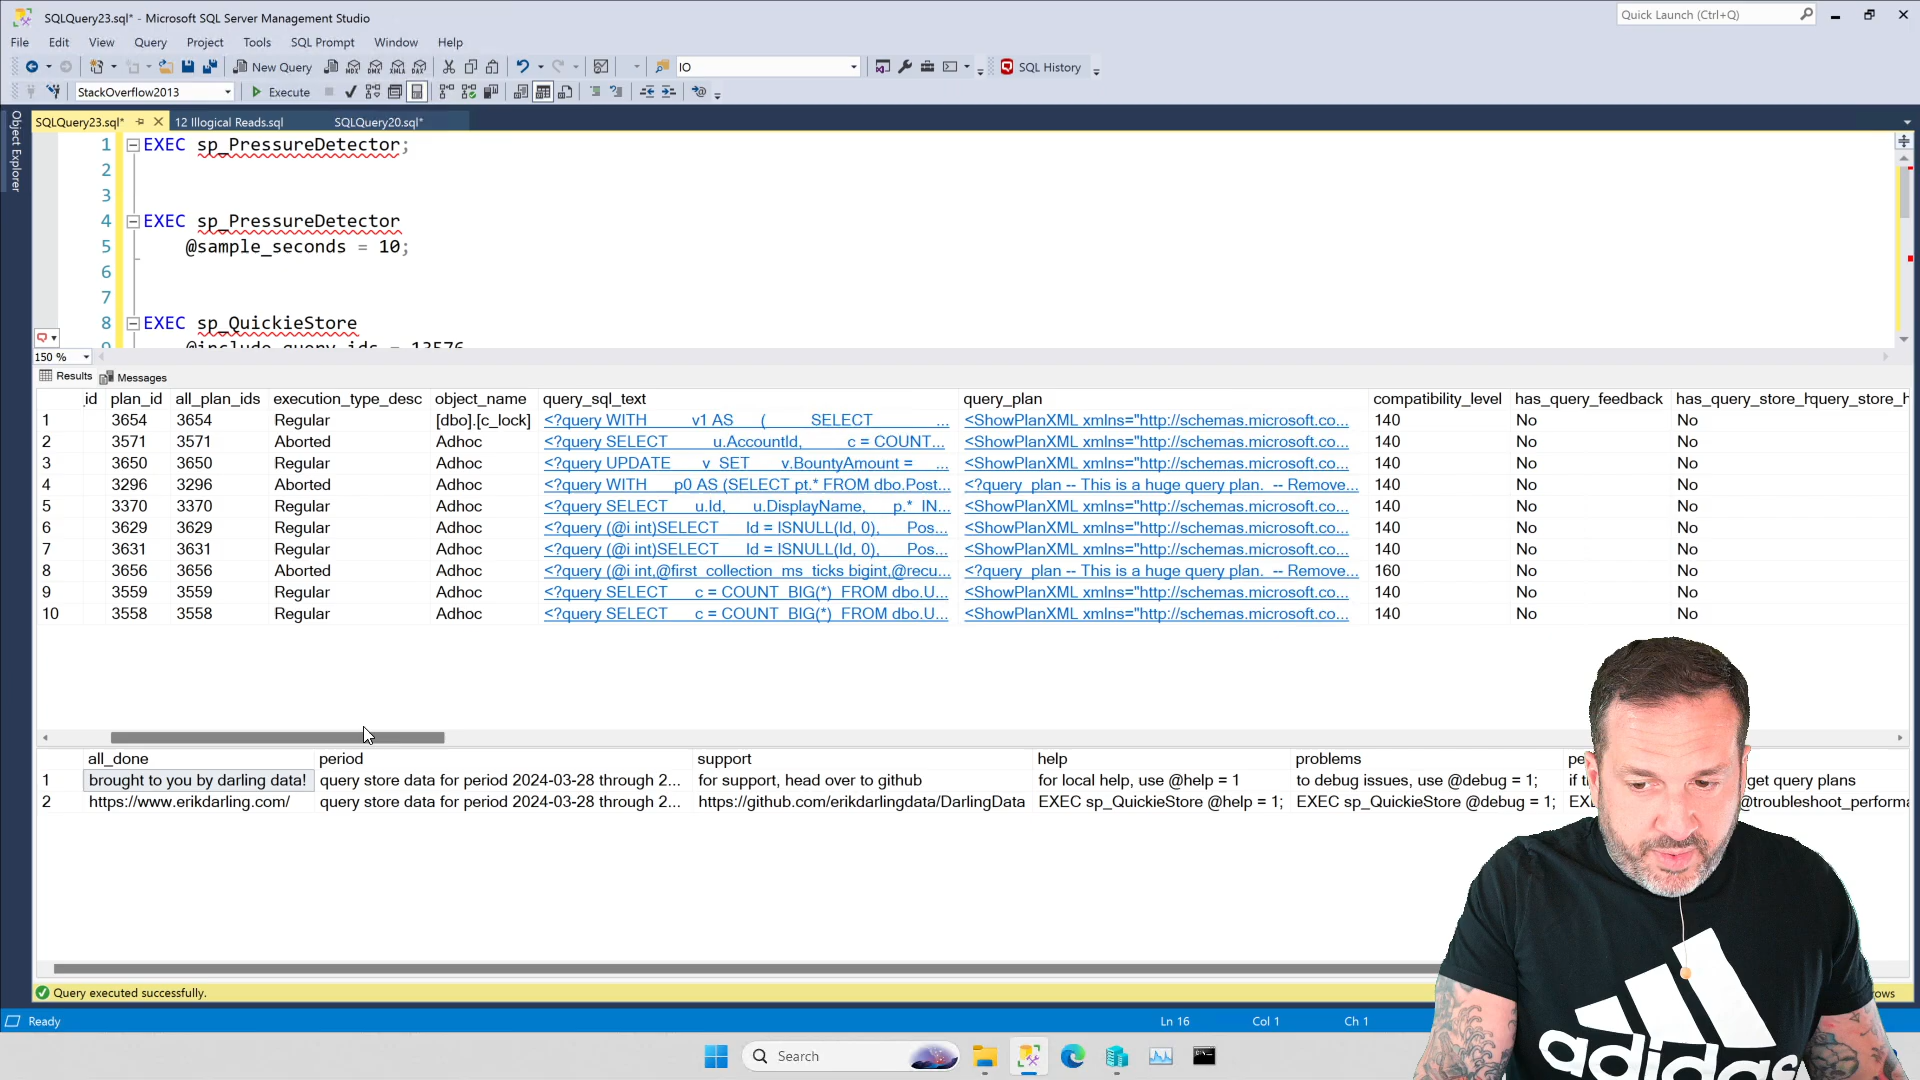 SQLQuery23.sql* - Microsoft SQL Server Management Studio
Quick Launch (Ctrl+Q)
File Edit View Query Project Tools SQL Prompt Window Help
New Query MDX DMX XMLA DAX IO SQL History
StackOverflow2013 Execute
SQLQuery23.sql* 12 Illogical Reads.sql SQLQuery20.sql*
Object Explorer
1 EXEC sp_PressureDetector;
2
3
4 EXEC sp_PressureDetector
5 @sample_seconds = 10;
6
7
8 EXEC sp_QuickieStore
9 @include_query_ids = 13576
150 %
Results Messages
_id plan_id all_plan_ids execution_type_desc object_name query_sql_text query_plan compatibility_level has_query_feedback has_query_store_h query_store_h
1 3654 3654 Regular [dbo].[c_lock] <?query WITH v1 AS ( SELECT ... <ShowPlanXML xmlns="http://schemas.microsoft.co... 140 No No
2 3571 3571 Aborted Adhoc <?query SELECT u.AccountId, c = COUNT... <ShowPlanXML xmlns="http://schemas.microsoft.co... 140 No No
3 3650 3650 Regular Adhoc <?query UPDATE v SET v.BountyAmount = ... <ShowPlanXML xmlns="http://schemas.microsoft.co... 140 No No
4 3296 3296 Aborted Adhoc <?query WITH p0 AS (SELECT pt.* FROM dbo.Post... <?query_plan -- This is a huge query plan. -- Remove... 140 No No
5 3370 3370 Regular Adhoc <?query SELECT u.Id, u.DisplayName, p.* IN... <ShowPlanXML xmlns="http://schemas.microsoft.co... 140 No No
6 3629 3629 Regular Adhoc <?query (@i int)SELECT Id = ISNULL(Id, 0), Pos... <ShowPlanXML xmlns="http://schemas.microsoft.co... 140 No No
7 3631 3631 Regular Adhoc <?query (@i int)SELECT Id = ISNULL(Id, 0), Pos... <ShowPlanXML xmlns="http://schemas.microsoft.co... 140 No No
8 3656 3656 Aborted Adhoc <?query (@i int,@first_collection_ms_ticks bigint,@recu... <?query_plan -- This is a huge query plan. -- Remove... 160 No No
9 3559 3559 Regular Adhoc <?query SELECT c = COUNT_BIG(*) FROM dbo.U... <ShowPlanXML xmlns="http://schemas.microsoft.co... 140 No No
10 3558 3558 Regular Adhoc <?query SELECT c = COUNT_BIG(*) FROM dbo.U... <ShowPlanXML xmlns="http://schemas.microsoft.co... 140 No No
all_done period support help problems pe
1 brought to you by darling data! query store data for period 2024-03-28 through 2... for support, head over to github for local help, use @help = 1 to debug issues, use @debug = 1; if t get query plans
2 https://www.erikdarling.com/ query store data for period 2024-03-28 through 2... https://github.com/erikdarlingdata/DarlingData EXEC sp_QuickieStore @help = 1; EXEC sp_QuickieStore @debug = 1; EXE @troubleshoot_performa
Query executed successfully. ows
Ready Ln 16 Col 1 Ch 1
Search
adidas